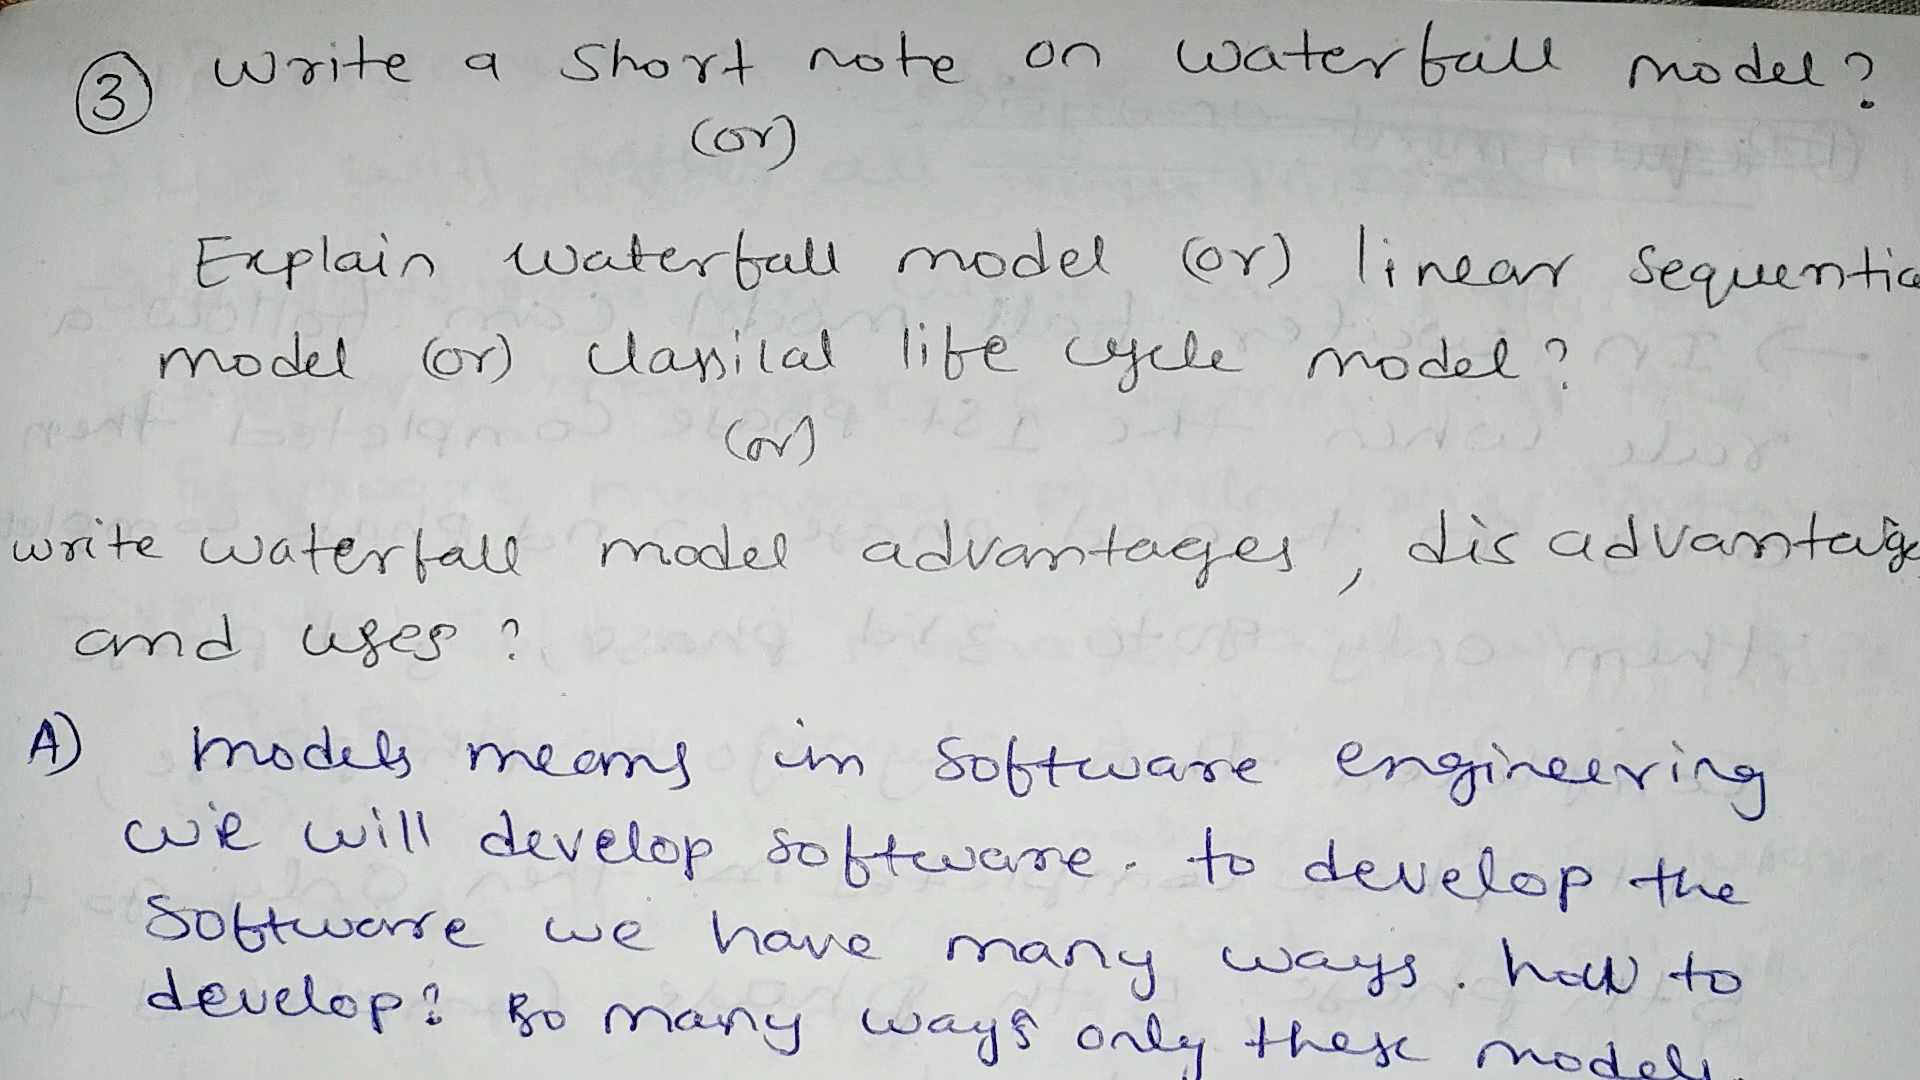 3 Write a short note on waterfall model?
(or)
Explain waterfall model (or) linear sequentia
model (or) classical life cycle model?
(or)
write waterfall model advantages, dis advantage
and uses?
A) models means in software engineering
we will develop software. to develop the
software we have many ways. how to
develop? so many ways only these models.